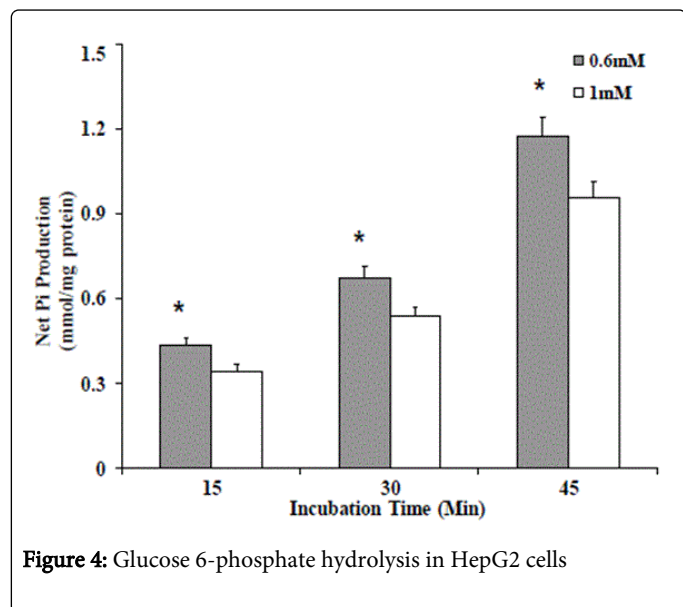 1.5
1.2
0.9
0.6
0.3
0
Net Pi Production
(mmol/mg protein)
0.6mM
1mM
*
*
*
15 30 45
Incubation Time (Min)
Figure 4: Glucose 6-phosphate hydrolysis in HepG2 cells